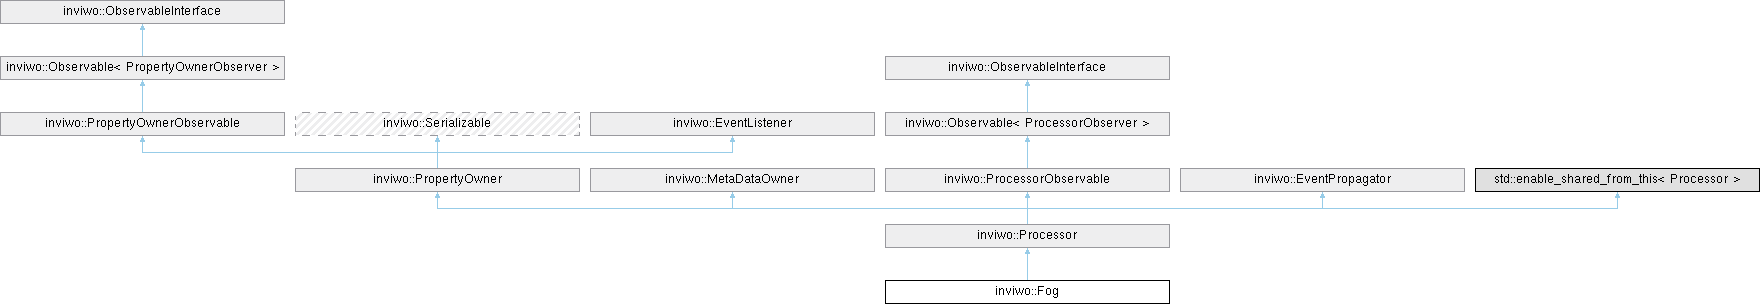 inviwo::ObservableInterface
inviwo::Observable< PropertyOwnerObserver >
inviwo::ObservableInterface
inviwo::PropertyOwnerObservable
inviwo::Serializable
inviwo::EventListener
inviwo::Observable< ProcessorObserver >
inviwo::PropertyOwner
inviwo::MetaDataOwner
inviwo::ProcessorObservable
inviwo::EventPropagator
std::enable_shared_from_this< Processor >
inviwo::Processor
inviwo::Fog